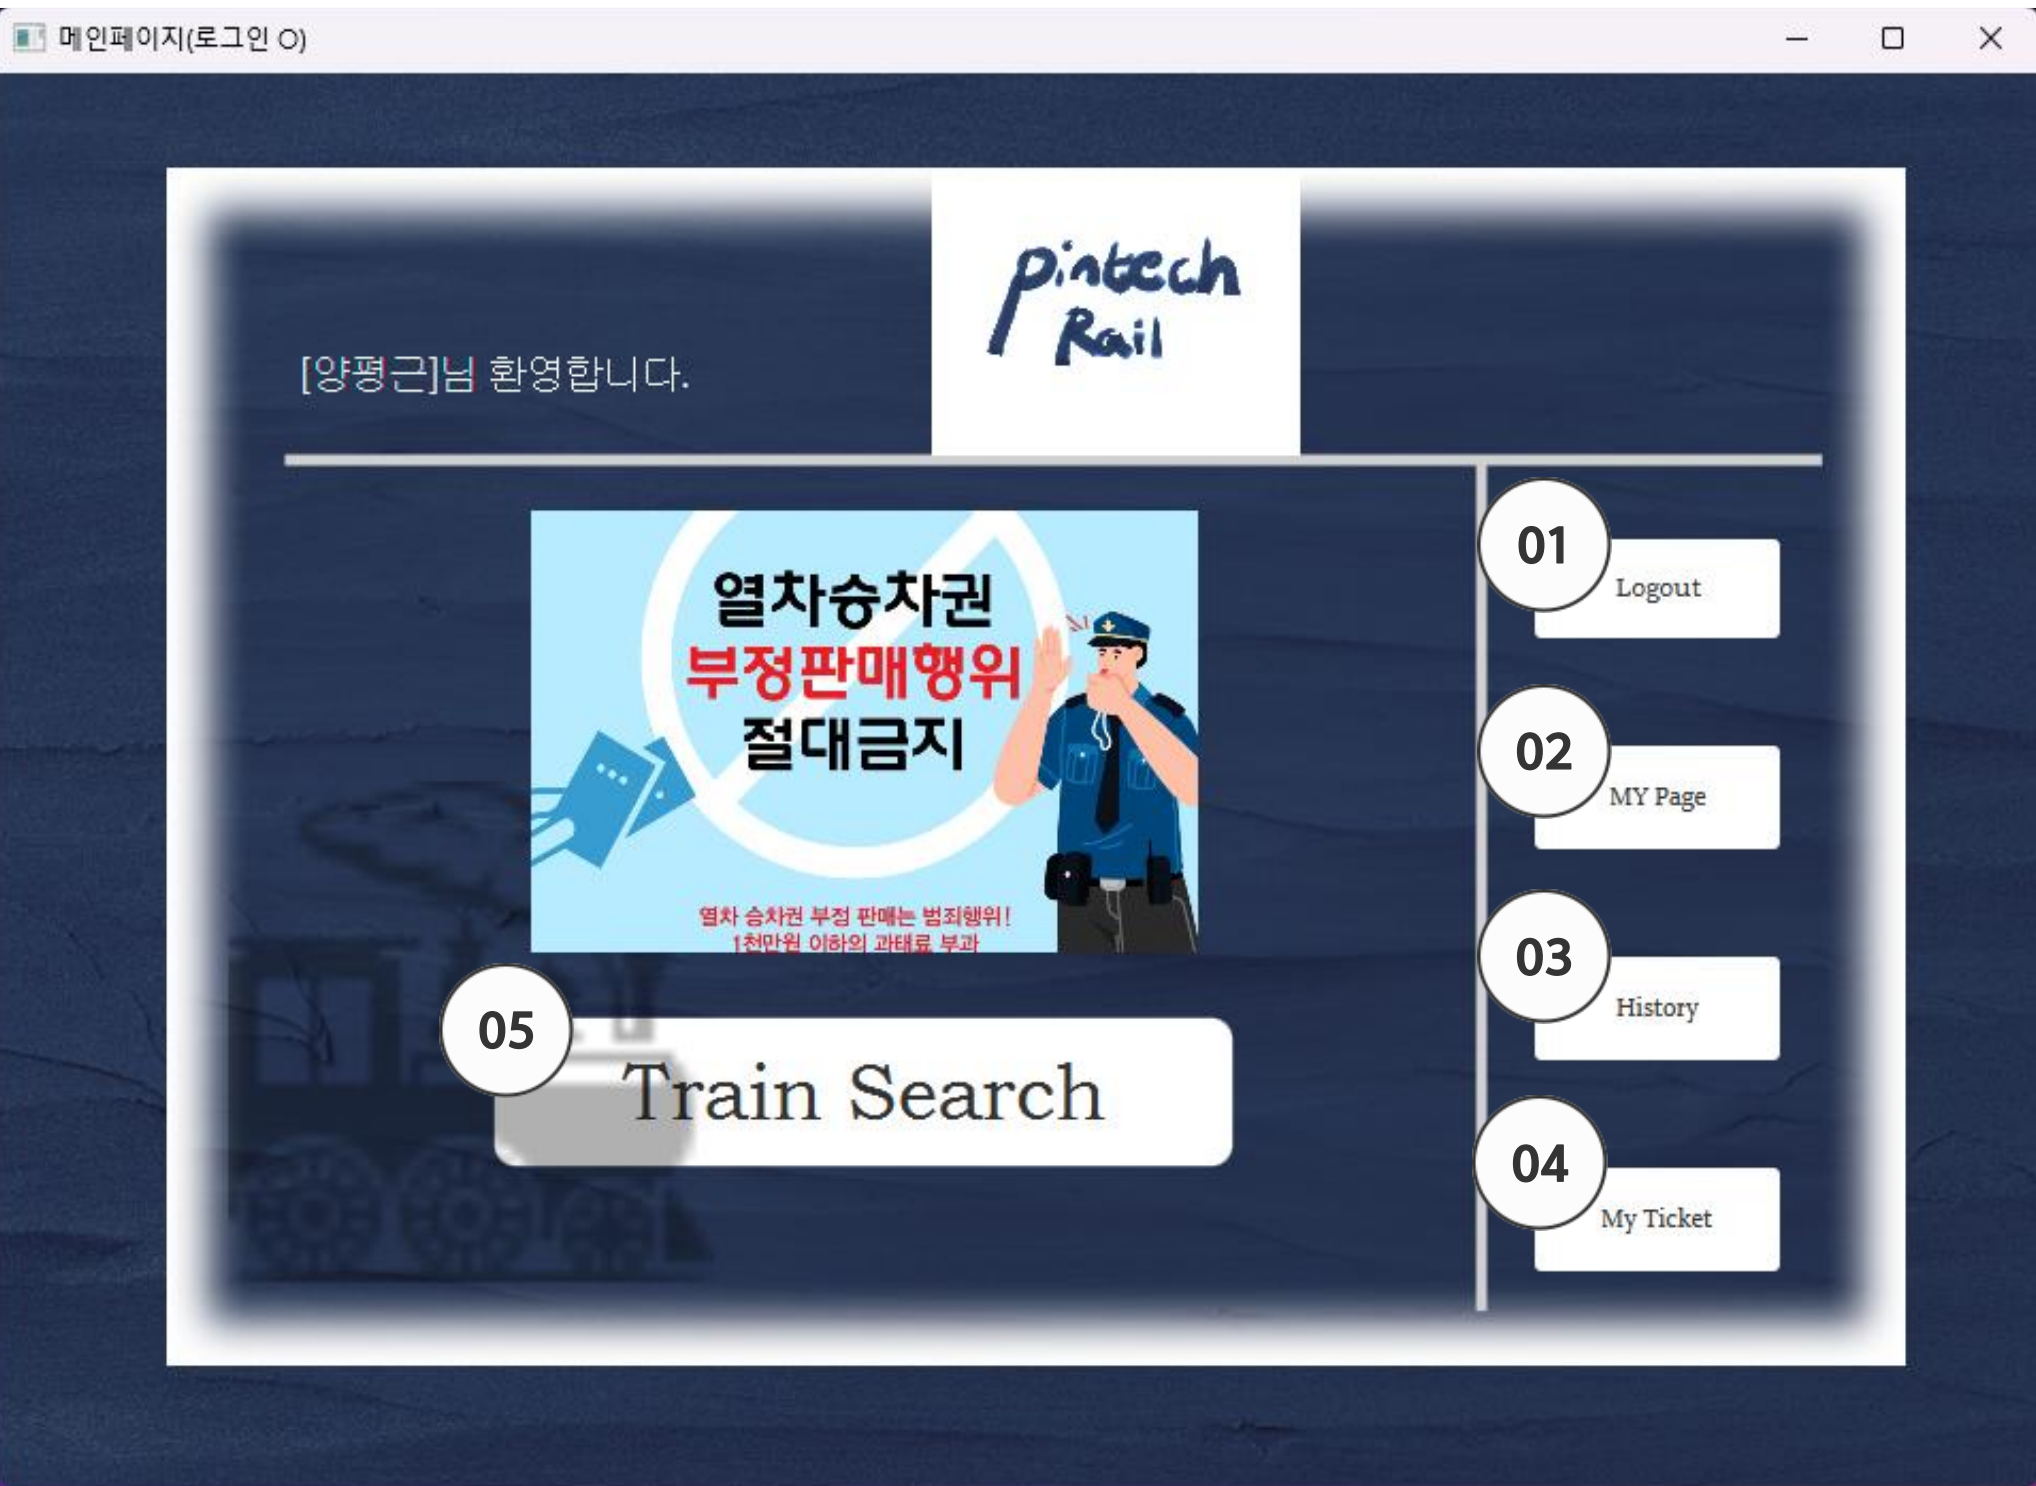 메인페이지(로그인 O)
pintech
Rail
[양평근]님 환영합니다.
열차승차권
부정판매행위
절대금지
열차 승차권 부정 판매는 범죄행위!
1천만원 이하의 과태료 부과
01
Logout
02
MY Page
03
History
04
My Ticket
05
Train Search